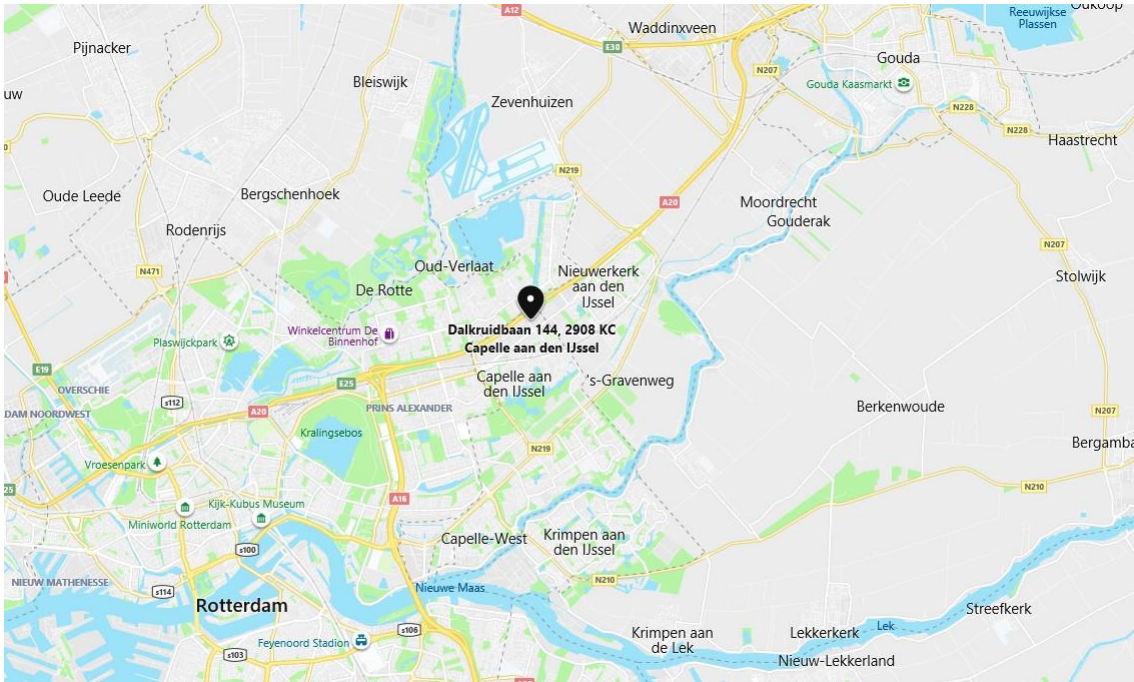 A12
Oukoop
Reeuwijkse
Plassen
Waddinxveen
Pijnacker
E30
Gouda
N207
Bleiswijk
Gouda Kaasmarkt
uw
Zevenhuizen
N228
N228
Haastrecht
N219
Oude Leede
Bergschenhoek
A20
Moordrecht
Gouderak
Rodenrijs
N207
N471
Oud-Verlaat
Nieuwerkerk
aan den
IJssel
Stolwijk
De Rotte
Winkelcentrum De
Binnenhof
Dalkruidbaan 144, 2908 KC
Capelle aan den IJssel
Plaswijckpark
E19
OVERSCHIE
E25
Capelle aan
den IJssel
's-Gravenweg
s112
A20
PRINS ALEXANDER
Berkenwoude
DAM NOORDWEST
N207
Kralingsebos
Bergamba
N219
Vroesenpark
25
N210
A16
Kijk-Kubus Museum
Miniworld Rotterdam
Capelle-West
Krimpen aan
den IJssel
s100
NIEUW MATHENESSE
N210
s114
Nieuwe Maas
Rotterdam
Streefkerk
s106
Krimpen aan
de Lek
Lekkerkerk
Lek
Feyenoord Stadion
s103
Nieuw-Lekkerland